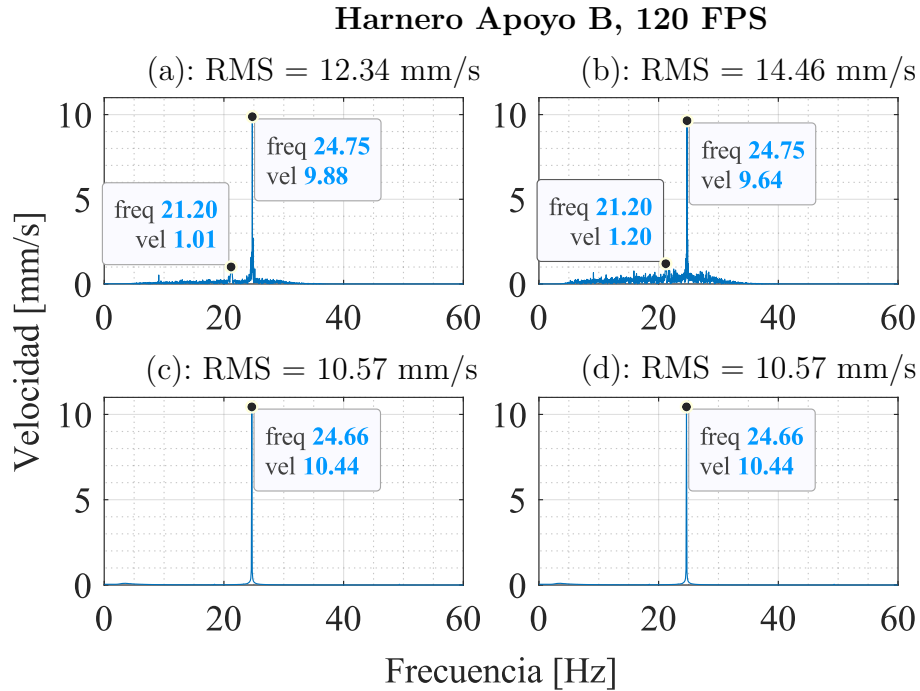 Harnero Apoyo B, 120 FPS
(a): RMS = 12.34 mm/s
(b): RMS = 14.46 mm/s
10
5
0
freq 24.75
vel 9.88
freq 21.20
vel 1.01
0 20 40 60
10
5
0
freq 24.75
vel 9.64
freq 21.20
vel 1.20
0 20 40 60
(c): RMS = 10.57 mm/s
(d): RMS = 10.57 mm/s
10
5
0
freq 24.66
vel 10.44
0 20 40 60
10
5
0
freq 24.66
vel 10.44
0 20 40 60
Velocidad [mm/s]
Frecuencia [Hz]